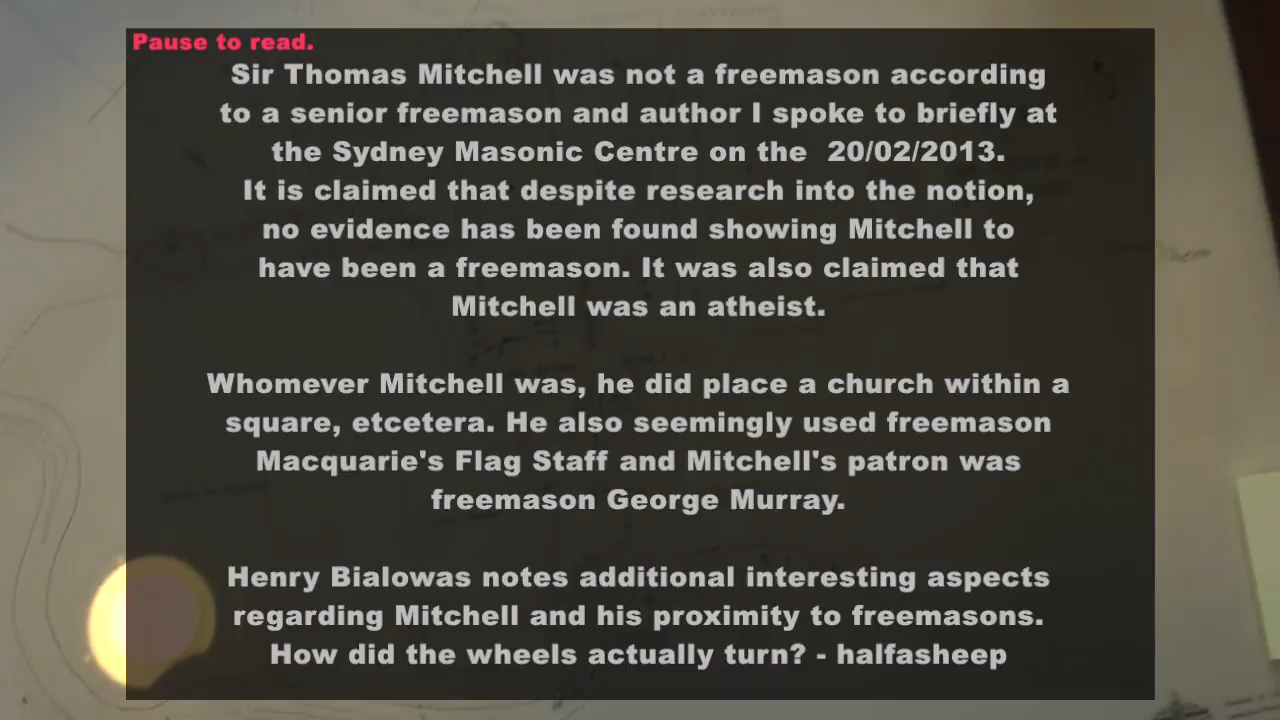 Pause to read.
Sir Thomas Mitchell was not a freemason according
to a senior freemason and author I spoke to briefly at
the Sydney Masonic Centre on the 20/02/2013.
It is claimed that despite research into the notion,
no evidence has been found showing Mitchell to
have been a freemason. It was also claimed that
Mitchell was an atheist.
Whomever Mitchell was, he did place a church within a
square, etcetera. He also seemingly used freemason
Macquarie's Flag Staff and Mitchell's patron was
freemason George Murray.
Henry Bialowas notes additional interesting aspects
regarding Mitchell and his proximity to freemasons.
How did the wheels actually turn? - halfasheep